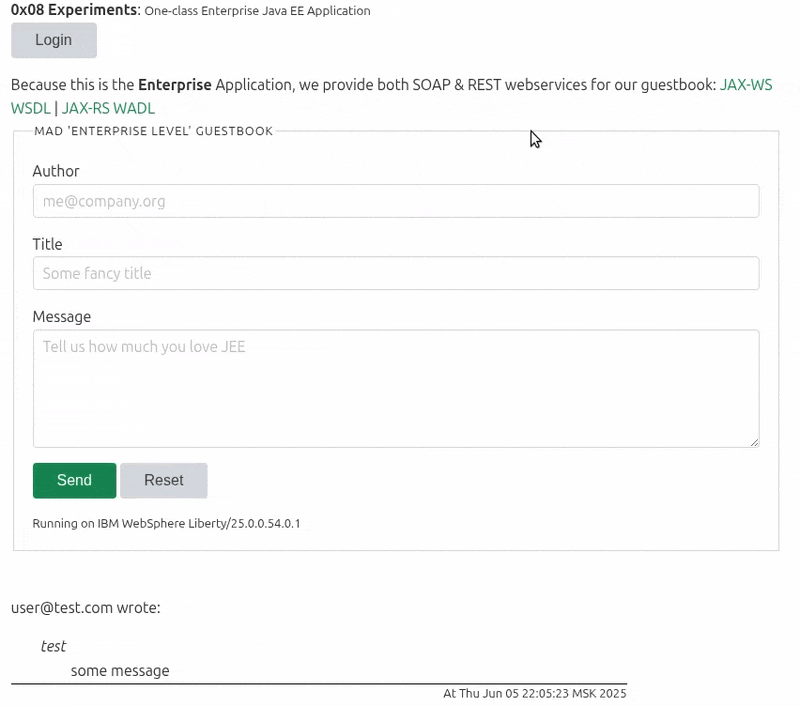 0x08 Experiments: One-class Enterprise Java EE Application
Login
Because this is the Enterprise Application, we provide both SOAP & REST webservices for our guestbook: JAX-WS
WSDL | JAX-RS WADL
MAD 'ENTERPRISE LEVEL' GUESTBOOK
Author
me@company.org
Title
Some fancy title
Message
Tell us how much you love JEE
Send Reset
Running on IBM WebSphere Liberty/25.0.0.54.0.1
user@test.com wrote:
test
some message
At Thu Jun 05 22:05:23 MSK 2025